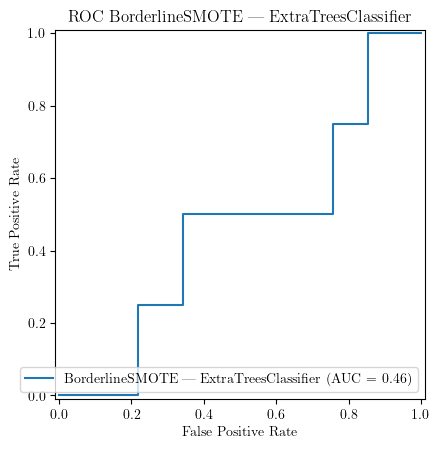 ROC BorderlineSMOTE — ExtraTreesClassifier
1.0
0.8
0.6
0.4
0.2
0.0
True Positive Rate
BorderlineSMOTE — ExtraTreesClassifier (AUC = 0.46)
0.0 0.2 0.4 0.6 0.8 1.0
False Positive Rate